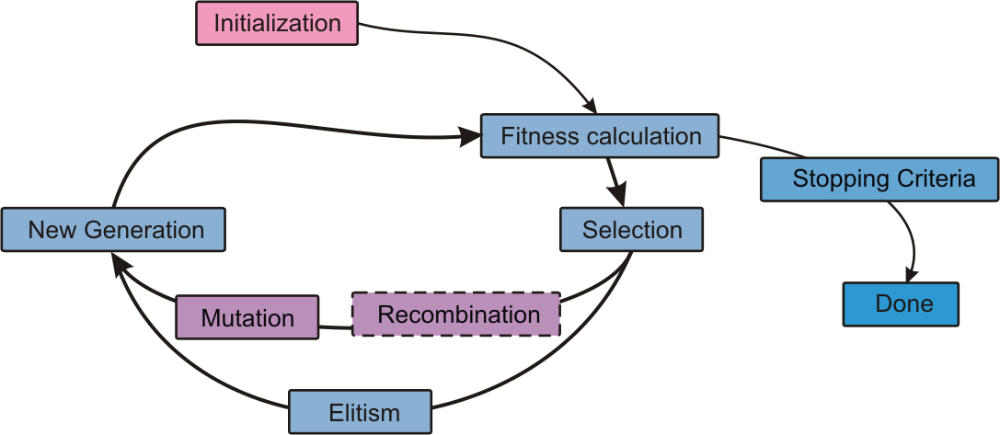 Initialization
Fitness calculation
Stopping Criteria
New Generation
Selection
Done
Mutation
Recombination
Elitism